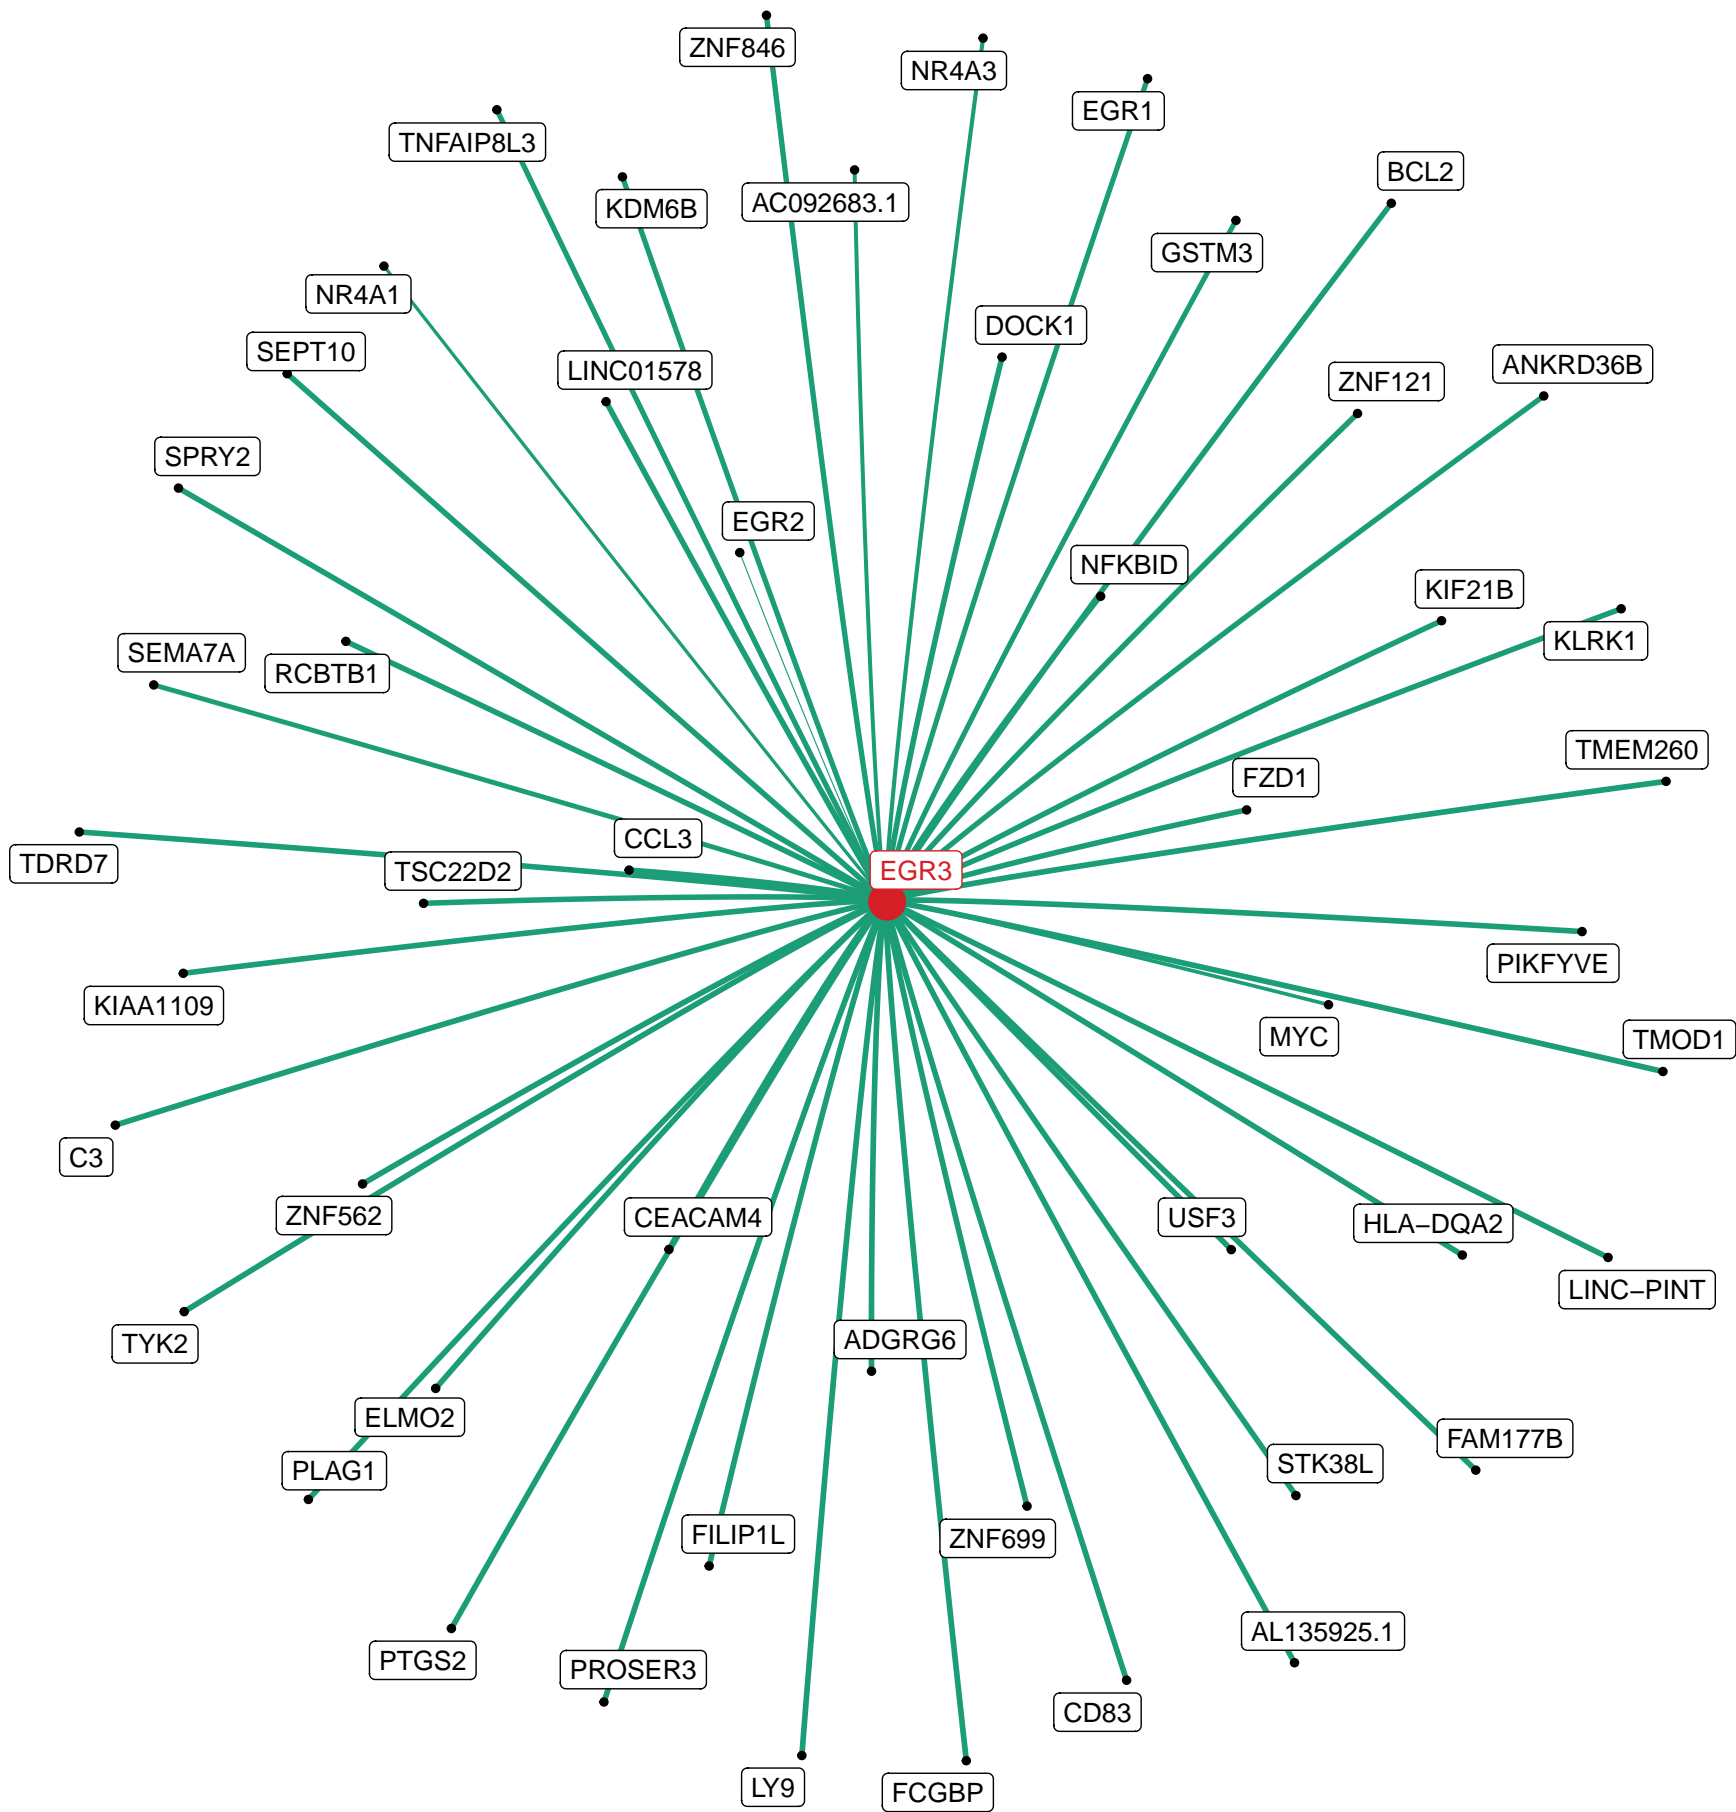 ZNF846
NR4A3
EGR1
TNFAIP8L3
BCL2
AC092683.1
KDM6B
GSTM3
NR4A1
DOCK1
SEPT10
ANKRD36B
LINC01578
ZNF121
SPRY2
EGR2
NFKBID
KIF21B
KLRK1
SEMA7A
RCBTB1
TMEM260
FZD1
CCL3
TDRD7
TSC22D2
EGR3
PIKFYVE
KIAA1109
MYC
TMOD1
C3
ZNF562
CEACAM4
USF3
HLA−DQA2
LINC−PINT
TYK2
ADGRG6
ELMO2
FAM177B
STK38L
PLAG1
FILIP1L
ZNF699
AL135925.1
PTGS2
PROSER3
CD83
LY9
FCGBP